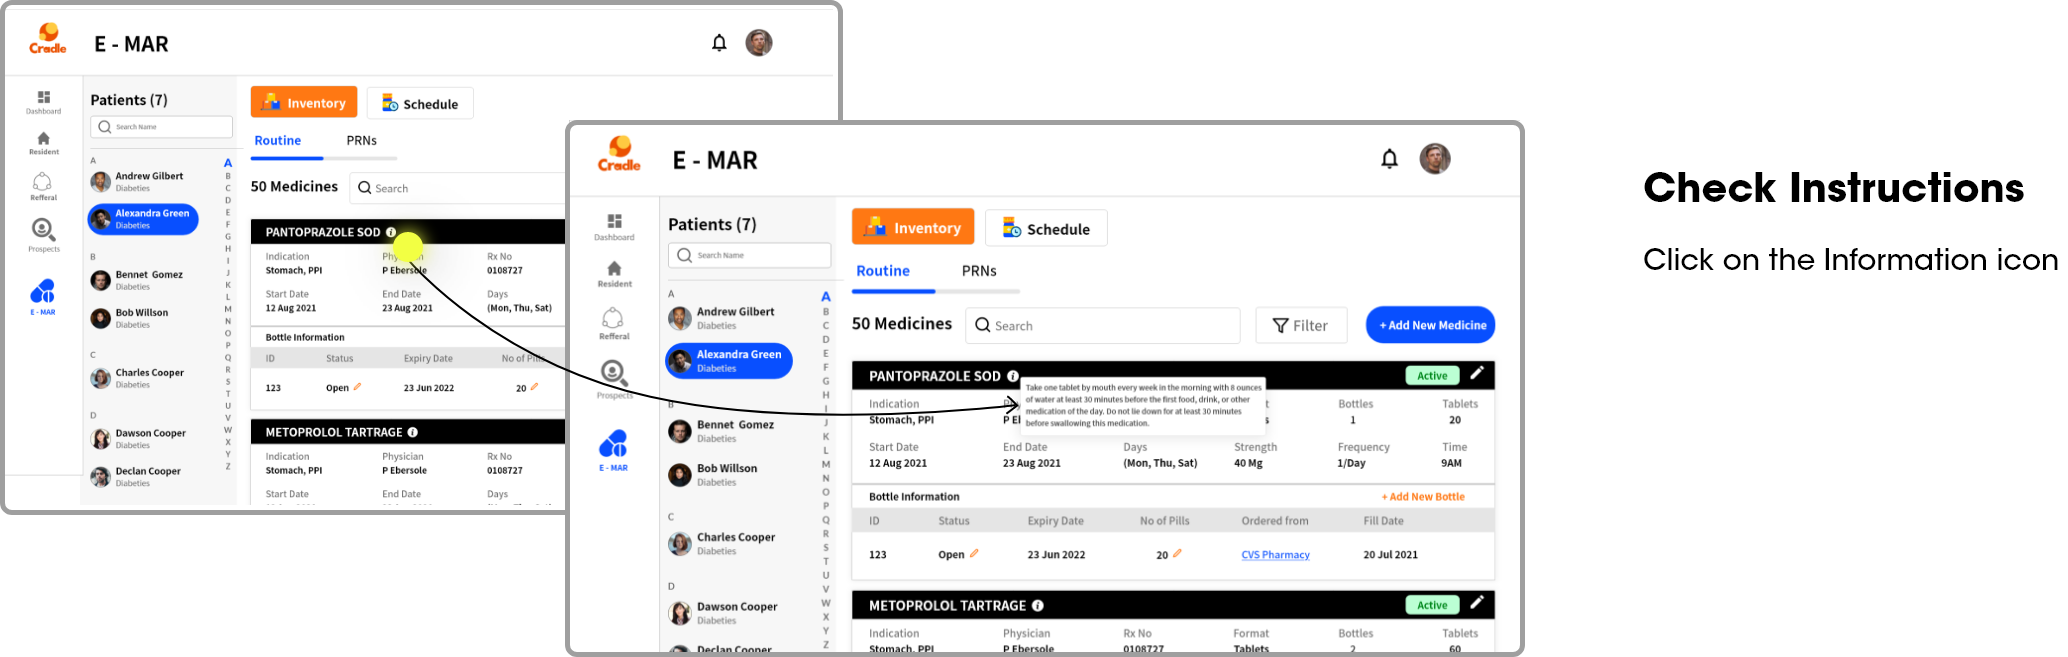 Cradle
E - MAR
Dashboard
Resident
Refferal
Prospects
E - MAR
Patients (7)
Search Name
A
Andrew Gilbert
Diabeties
Alexandra Green
Diabeties
B
Bennet Gomez
Diabeties
Bob Willson
Diabeties
C
Charles Cooper
Diabeties
D
Dawson Cooper
Diabeties
Declan Cooper
Diabeties
A
B
C
D
E
F
G
H
I
J
K
L
M
N
O
P
Q
R
S
T
U
V
W
X
Y
Z
Inventory
Schedule
Routine PRNs
50 Medicines Search
PANTOPRAZOLE SOD
Indication Rx No
Stomach, PPI P Ebersole 0108727
Start Date End Date Days
12 Aug 2021 23 Aug 2021 (Mon, Thu, Sat)
Bottle Information
ID Status Expiry Date No of Pills
123 Open 23 Jun 2022 20
METOPROLOL TARTRAGE
Indication Physician Rx No
Stomach, PPI P Ebersole 0108727
Start Date End Date Days
Cradle
E - MAR
Dashboard
Resident
Refferal
Prospects
E - MAR
Patients (7)
Search Name
A
Andrew Gilbert
Diabeties
Alexandra Green
Diabeties
B
Bennet Gomez
Diabeties
Bob Willson
Diabeties
C
Charles Cooper
Diabeties
D
Dawson Cooper
Diabeties
Declan Cooper
A
B
C
D
E
F
G
H
I
J
K
L
M
N
O
P
Q
R
S
T
U
V
W
X
Y
Z
Inventory
Schedule
Routine PRNs
50 Medicines Search Filter + Add New Medicine
PANTOPRAZOLE SOD Active
Take one tablet by mouth every week in the morning with 8 ounces
of water at least 30 minutes before the first food, drink, or other
medication of the day. Do not lie down for at least 30 minutes
before swallowing this medication.
Indication Bottles Tablets
Stomach, PPI 1 20
Start Date End Date Days Strength Frequency Time
12 Aug 2021 23 Aug 2021 (Mon, Thu, Sat) 40 Mg 1/Day 9AM
Bottle Information + Add New Bottle
ID Status Expiry Date No of Pills Ordered from Fill Date
123 Open 23 Jun 2022 20 CVS Pharmacy 20 Jul 2021
METOPROLOL TARTRAGE Active
Indication Physician Rx No Format Bottles Tablets
Stomach, PPI P Ebersole 0108727 Tablets 2 60
Check Instructions
Click on the Information icon